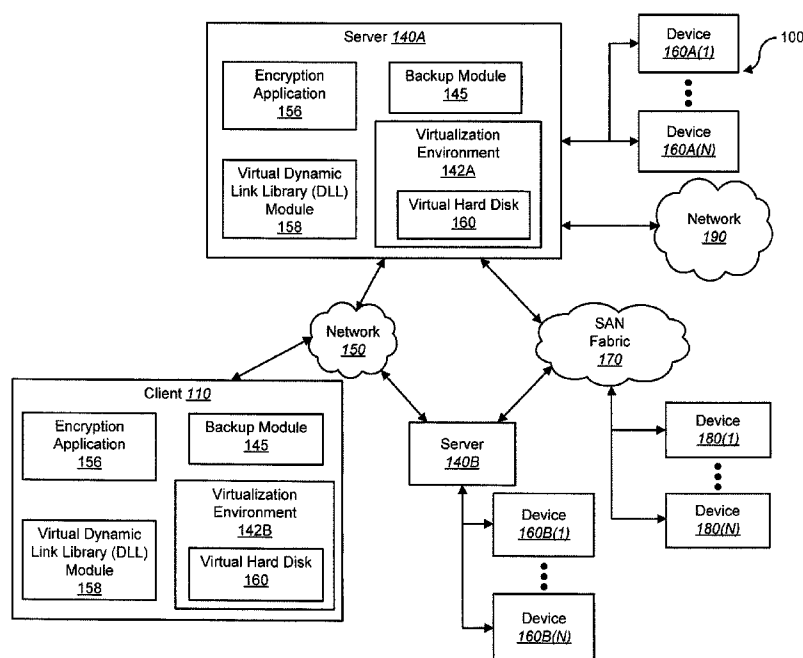 Server 140A
Encryption
Application
156
Backup Module
145
Virtual Dynamic
Link Library (DLL)
Module
158
Virtualization
Environment
142A
Virtual Hard Disk
160
Device
160A(1)
100
Device
160A(N)
Network
190
Network
150
SAN
Fabric
170
Client 110
Encryption
Application
156
Backup Module
145
Virtual Dynamic
Link Library (DLL)
Module
158
Virtualization
Environment
142B
Virtual Hard Disk
160
Server
140B
Device
160B(1)
Device
160B(N)
Device
180(1)
Device
180(N)